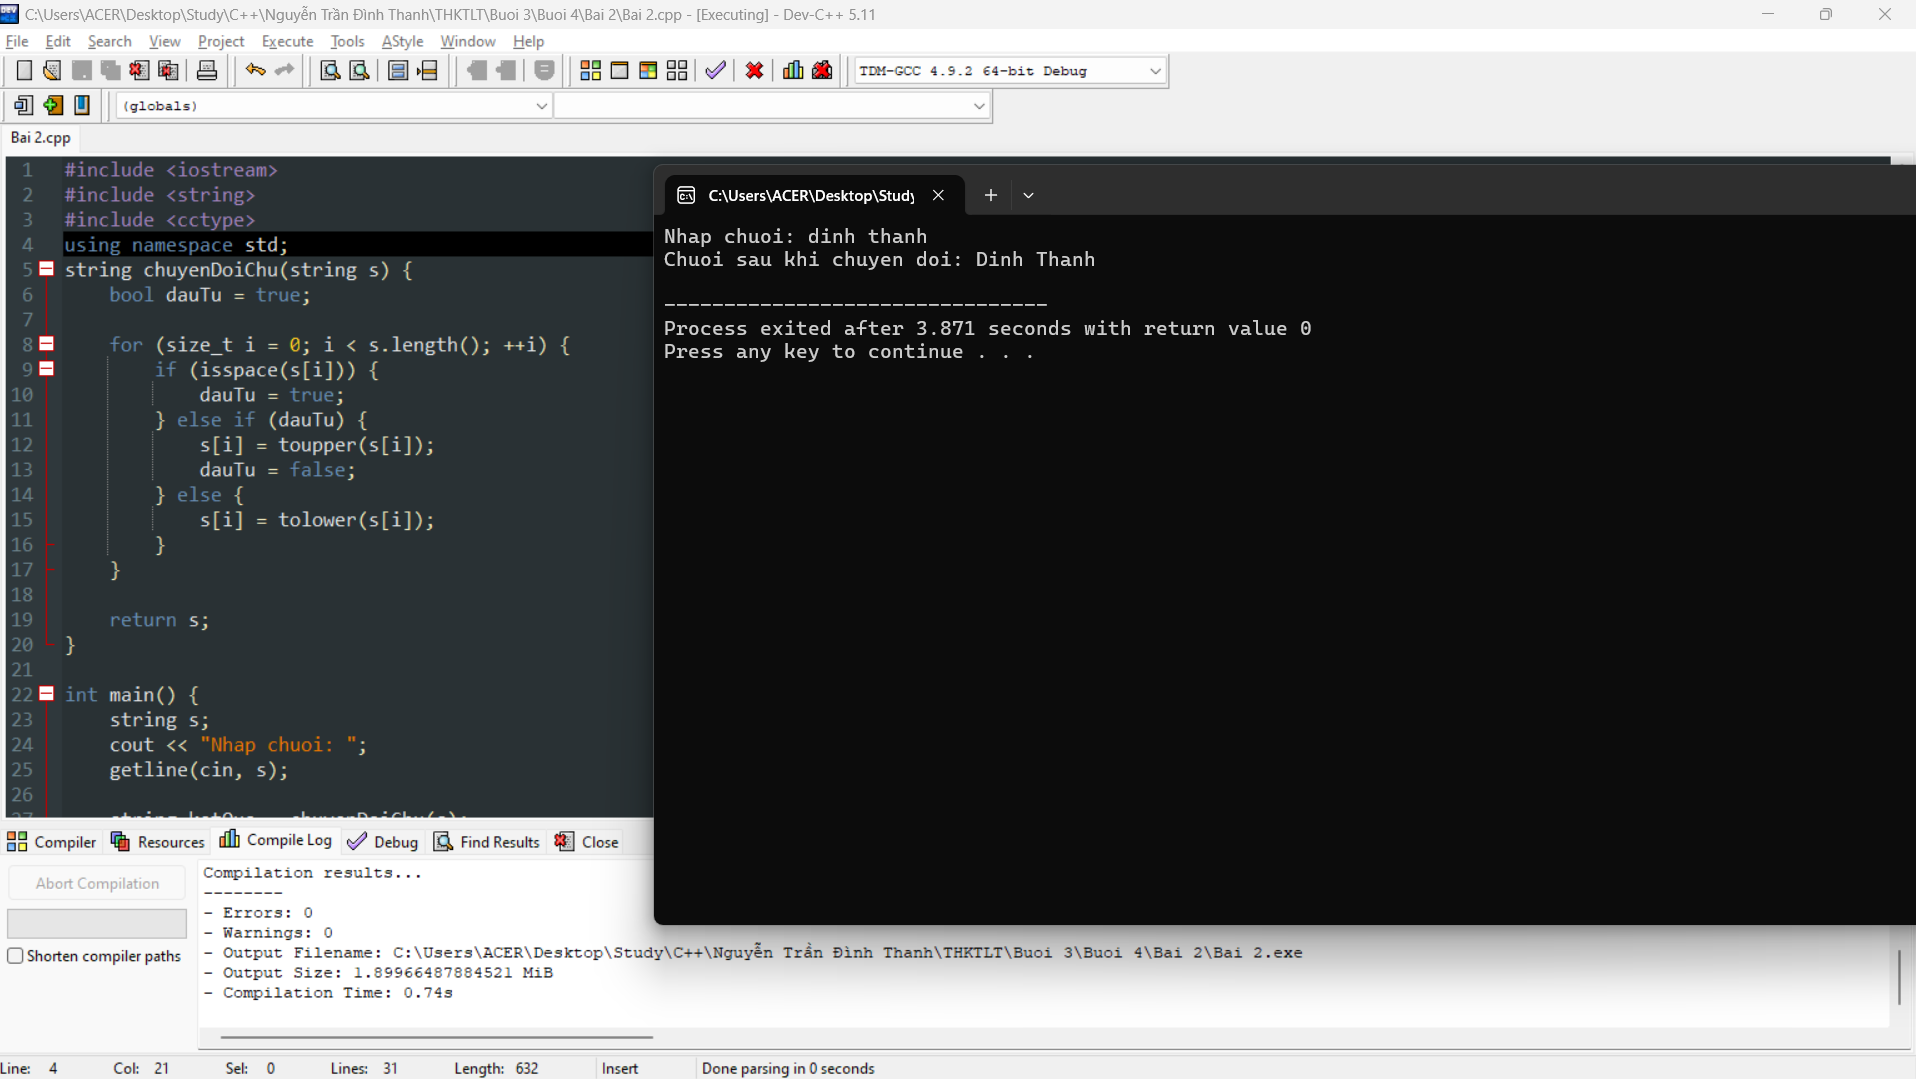 C:\Users\ACER\Desktop\Study\C++\Nguyễn Trần Đình Thanh\THKTLT\Buoi 3\Buoi 4\Bai 2\Bai 2.cpp - [Executing] - Dev-C++ 5.11
File Edit Search View Project Execute Tools AStyle Window Help
TDM-GCC 4.9.2 64-bit Debug
(globals)
Bai 2.cpp
1 #include <iostream>
2 #include <string>
3 #include <cctype>
4 using namespace std;
5 string chuyenDoiChu(string s) {
6 bool dauTu = true;
7
8 for (size_t i = 0; i < s.length(); ++i) {
9 if (isspace(s[i])) {
10 dauTu = true;
11 } else if (dauTu) {
12 s[i] = toupper(s[i]);
13 dauTu = false;
14 } else {
15 s[i] = tolower(s[i]);
16 }
17 }
18
19 return s;
20 }
21
22 int main() {
23 string s;
24 cout << "Nhap chuoi: ";
25 getline(cin, s);
26
C:\Users\ACER\Desktop\Study
Nhap chuoi: dinh thanh
Chuoi sau khi chuyen doi: Dinh Thanh
--------------------------------
Process exited after 3.871 seconds with return value 0
Press any key to continue . . .
Compiler Resources Compile Log Debug Find Results Close
Abort Compilation
Shorten compiler paths
Compilation results...
--------
- Errors: 0
- Warnings: 0
- Output Filename: C:\Users\ACER\Desktop\Study\C++\Nguyễn Trần Đình Thanh\THKTLT\Buoi 3\Buoi 4\Bai 2\Bai 2.exe
- Output Size: 1.89966487884521 MiB
- Compilation Time: 0.74s
Line: 4 Col: 21 Sel: 0 Lines: 31 Length: 632 Insert Done parsing in 0 seconds